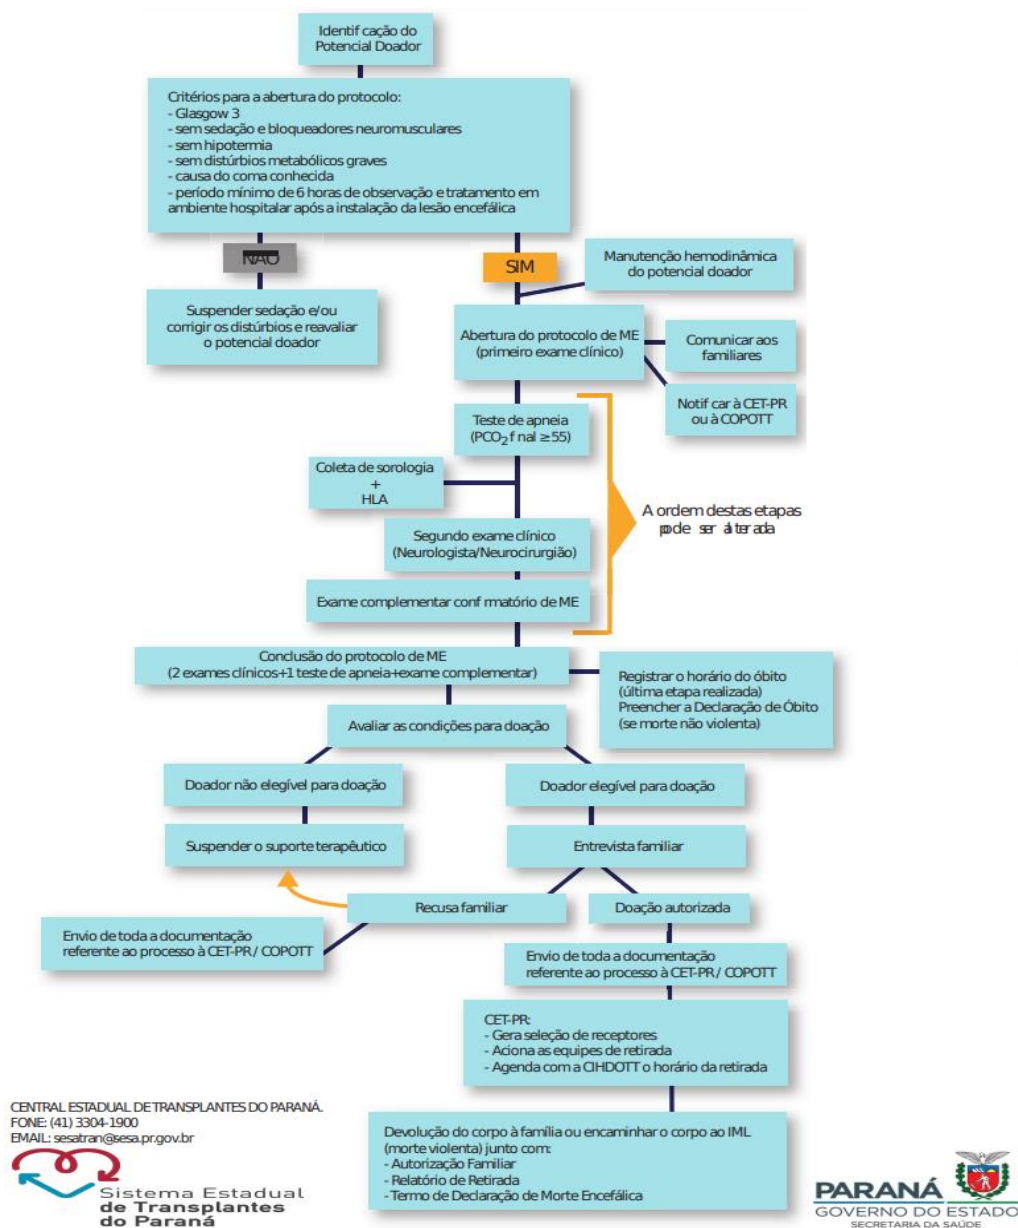 Identif cação do
Potencial Doador
Critérios para a abertura do protocolo:
- Glasgow 3
- sem sedação e bloqueadores neuromusculares
- sem hipotermia
- sem distúrbios metabólicos graves
- causa do coma conhecida
- período mínimo de 6 horas de observação e tratamento em
ambiente hospitalar após a instalação da lesão encefálica
NÃO
SIM
Manutenção hemodinâmica
do potencial doador
Suspender sedação e/ou
corrigir os distúrbios e reavaliar
o potencial doador
Abertura do protocolo de ME
(primeiro exame clínico)
Comunicar aos
familiares
Notif car à CET-PR
ou à COPOTT
Teste de apneia
(PCO2 f nal ≥ 55)
Coleta de sorologia
+
HLA
A ordem destas etapas
pode ser alterada
Segundo exame clínico
(Neurologista/Neurocirurgião)
Exame complementar conf rmatório de ME
Conclusão do protocolo de ME
(2 exames clínicos+1 teste de apneia+exame complementar)
Registrar o horário do óbito
(última etapa realizada)
Preencher a Declaração de Óbito
(se morte não violenta)
Avaliar as condições para doação
Doador não elegível para doação
Doador elegível para doação
Suspender o suporte terapêutico
Entrevista familiar
Recusa familiar
Doação autorizada
Envio de toda a documentação
referente ao processo à CET-PR / COPOTT
Envio de toda a documentação
referente ao processo à CET-PR / COPOTT
CET-PR:
- Gera seleção de receptores
- Aciona as equipes de retirada
- Agenda com a CIHDOTT o horário da retirada
Devolução do corpo à família ou encaminhar o corpo ao IML
(morte violenta) junto com:
- Autorização Familiar
- Relatório de Retirada
- Termo de Declaração de Morte Encefálica
CENTRAL ESTADUAL DE TRANSPLANTES DO PARANÁ.
FONE: (41) 3304-1900
EMAIL: sesatran@sesa.pr.gov.br
Sistema Estadual
de Transplantes
do Paraná
PARANÁ
GOVERNO DO ESTADO
SECRETARIA DA SAÚDE